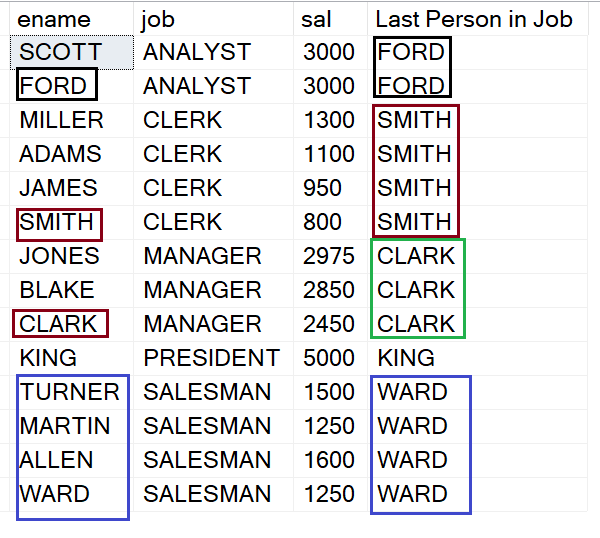 ename job sal Last Person in Job
SCOTT ANALYST 3000 FORD
FORD ANALYST 3000 FORD
MILLER CLERK 1300 SMITH
ADAMS CLERK 1100 SMITH
JAMES CLERK 950 SMITH
SMITH CLERK 800 SMITH
JONES MANAGER 2975 CLARK
BLAKE MANAGER 2850 CLARK
CLARK MANAGER 2450 CLARK
KING PRESIDENT 5000 KING
TURNER SALESMAN 1500 WARD
MARTIN SALESMAN 1250 WARD
ALLEN SALESMAN 1600 WARD
WARD SALESMAN 1250 WARD